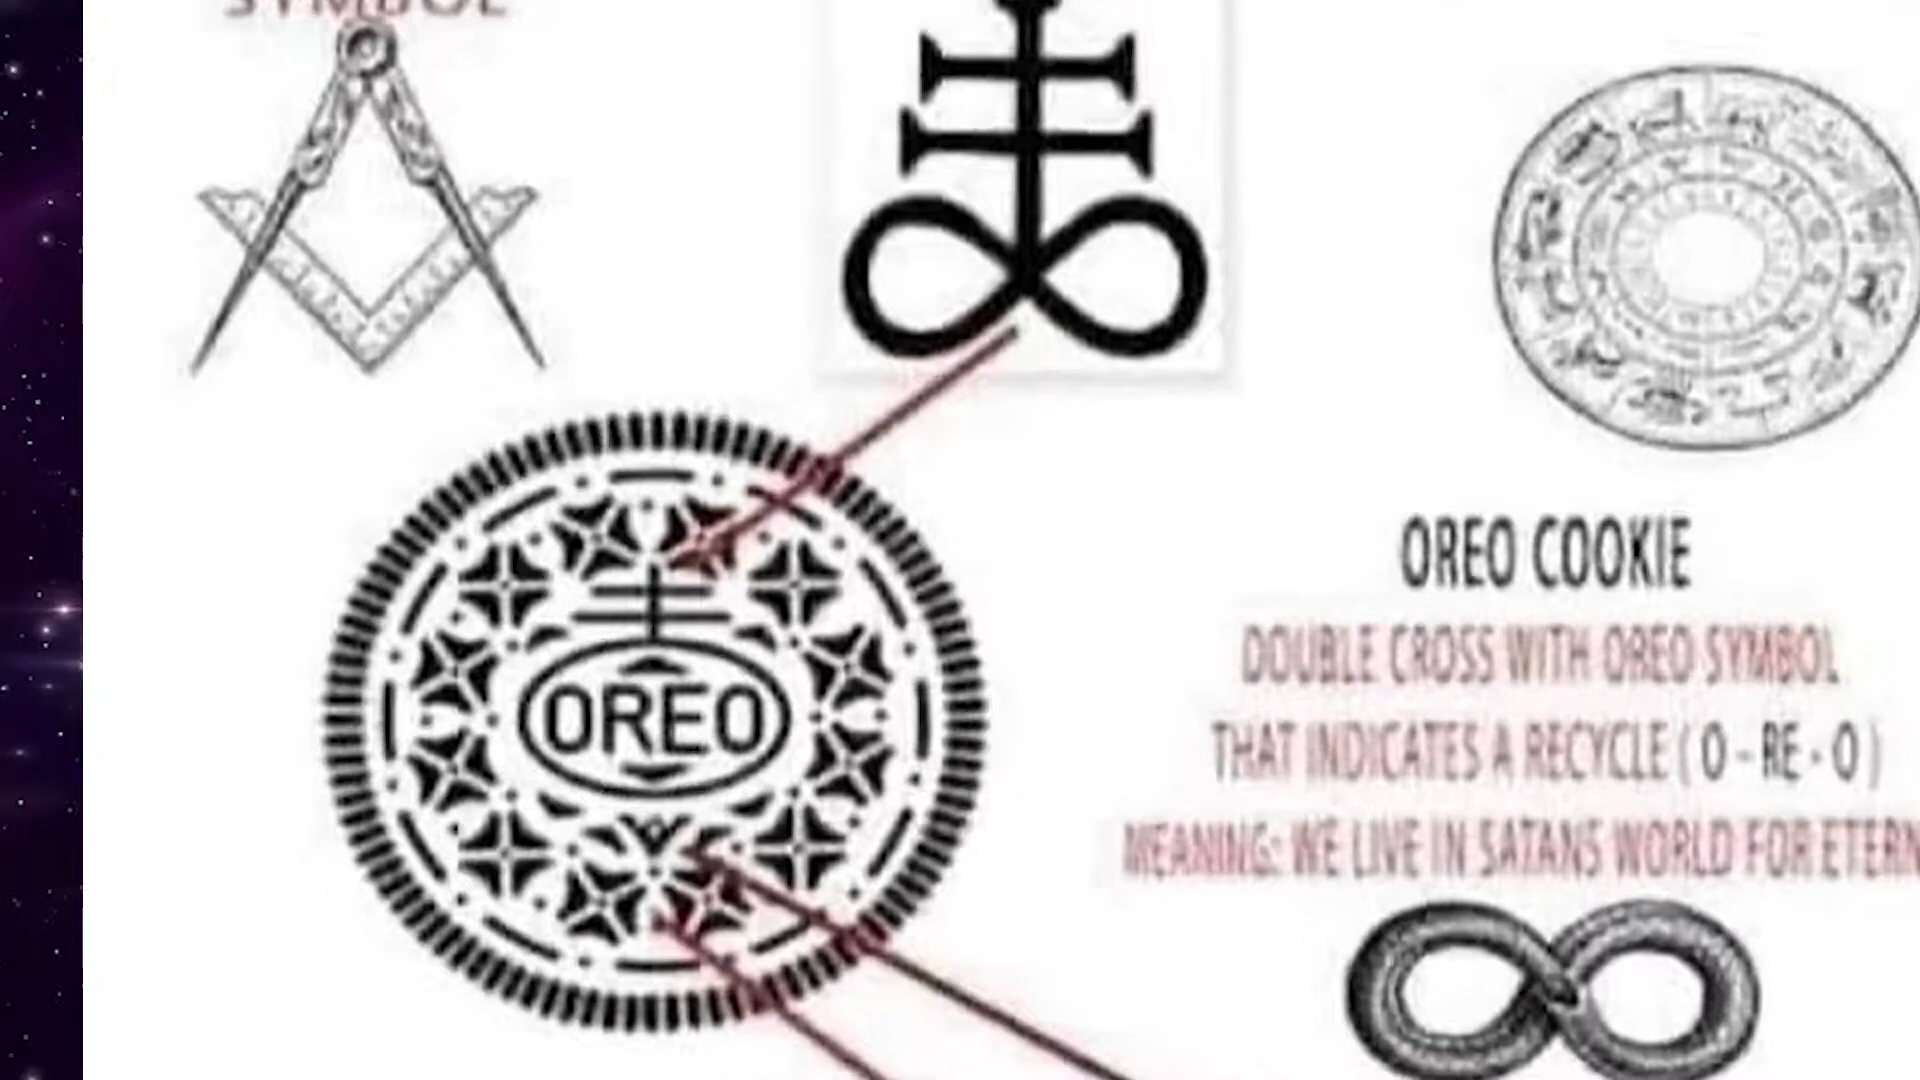 SYMBOL
OREO
OREO COOKIE
DOUBLE CROSS WITH OREO SYMBOL
THAT INDICATES A RECYCLE ( O - RE - O )
MEANING: WE LIVE IN SATANS WORLD FOR ETERN